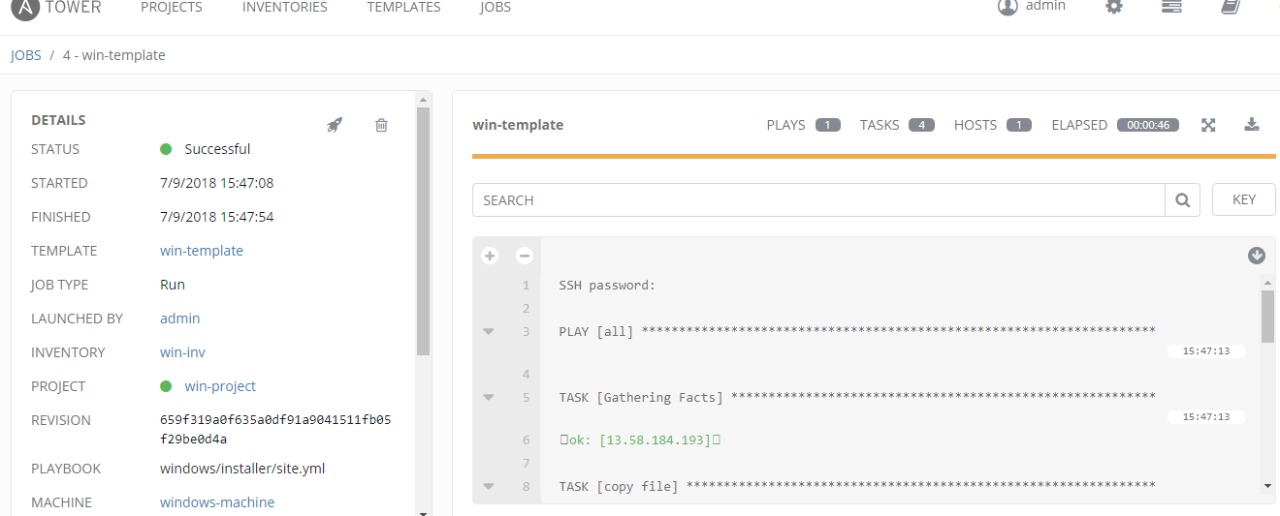 TOWER PROJECTS INVENTORIES TEMPLATES JOBS admin
JOBS / 4 - win-template
DETAILS
STATUS Successful
STARTED 7/9/2018 15:47:08
FINISHED 7/9/2018 15:47:54
TEMPLATE win-template
JOB TYPE Run
LAUNCHED BY admin
INVENTORY win-inv
PROJECT win-project
REVISION 659f319a0f635a0df91a9041511fb05
f29be0d4a
PLAYBOOK windows/installer/site.yml
MACHINE windows-machine
win-template PLAYS 1 TASKS 4 HOSTS 1 ELAPSED 00:00:46
SEARCH KEY
1 SSH password:
2
3 PLAY [all] *********************************************************************
15:47:13
4
5 TASK [Gathering Facts] *********************************************************
15:47:13
6 ok: [13.58.184.193]
7
8 TASK [copy file] ***************************************************************